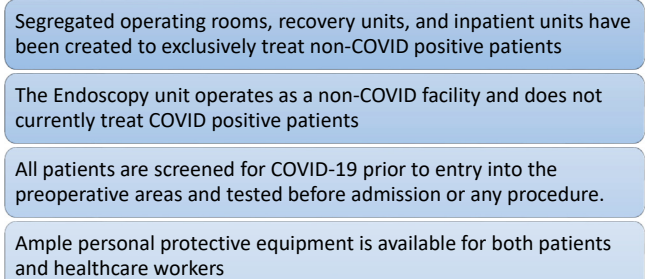 Segregated operating rooms, recovery units, and inpatient units have
been created to exclusively treat non-COVID positive patients
The Endoscopy unit operates as a non-COVID facility and does not
currently treat COVID positive patients
All patients are screened for COVID-19 prior to entry into the
preoperative areas and tested before admission or any procedure.
Ample personal protective equipment is available for both patients
and healthcare workers